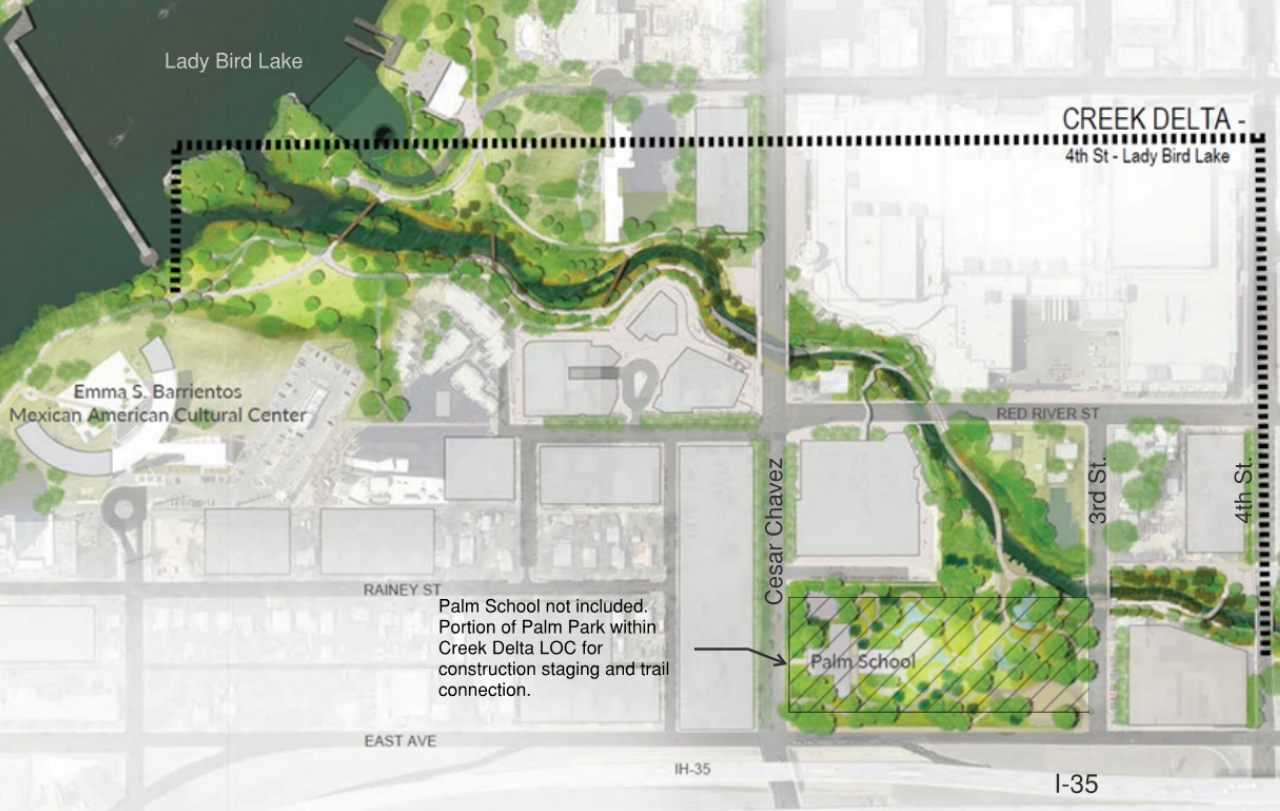 Lady Bird Lake
CREEK DELTA -
4th St - Lady Bird Lake
Emma S. Barrientos
Mexican American Cultural Center
RED RIVER ST
Cesar Chavez
3rd St.
4th St.
RAINEY ST
Palm School not included.
Portion of Palm Park within
Creek Delta LOC for
construction staging and trail
connection.
Palm School
EAST AVE
IH-35
I-35